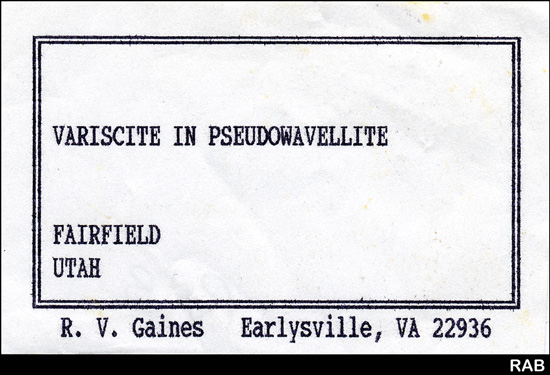 VARISCITE IN PSEUDOWAVELLITE
FAIRFIELD
UTAH
R. V. Gaines Earlysville, VA 22936
RAB